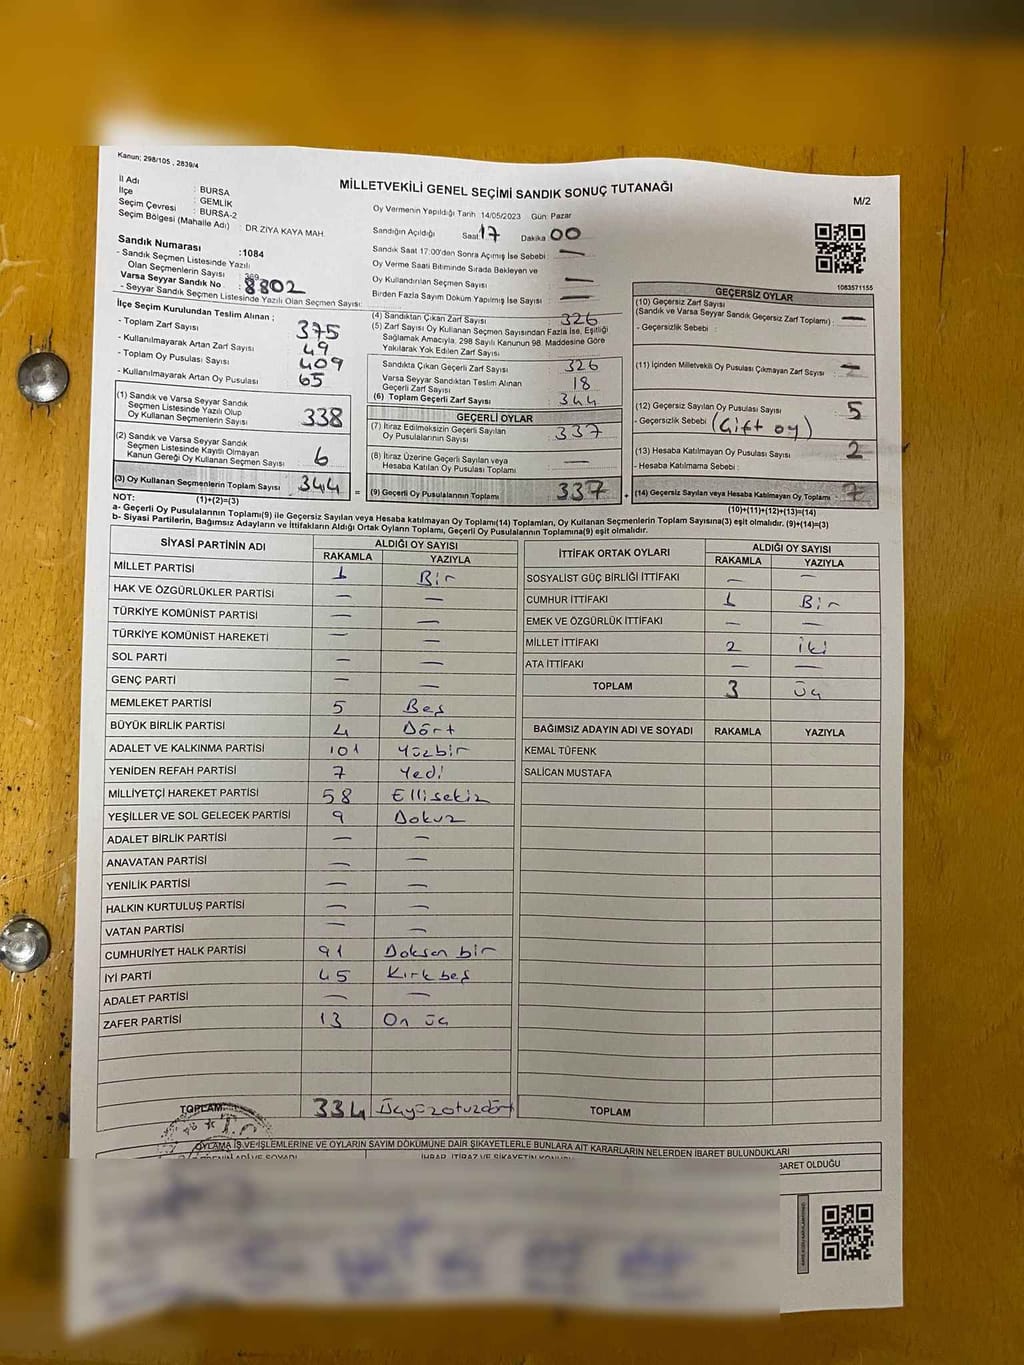 Kanun; 298/105 , 2839/4
MİLLETVEKİLİ GENEL SEÇİMİ SANDIK SONUÇ TUTANAĞI
M/2
İl Adı : BURSA
İlçe : GEMLİK
Seçim Çevresi : BURSA-2
Seçim Bölgesi (Mahalle Adı) : DR.ZIYA KAYA MAH
Sandık Numarası :1084
- Sandık Seçmen Listesinde Yazılı
Olan Seçmenlerin Sayısı : 369
Varsa Seyyar Sandık No : 8802
- Seyyar Sandık Seçmen Listesinde Yazılı Olan Seçmen Sayısı:
Oy Vermenin Yapıldığı Tarih 14/05/2023 Gün: Pazar
Sandığın Açıldığı Saat: 17 Dakika: 00
Sandık Saat 17:00'den Sonra Açımış İse Sebebi : —
Oy Verme Saati Bitiminde Sırada Bekleyen ve
Oy Kullandırılan Seçmen Sayısı : —
Birden Fazla Sayım Döküm Yapılmış İse Sayısı : —
1083571155
İlçe Seçim Kurulundan Teslim Alınan ;
- Toplam Zarf Sayısı : 375
- Kullanılmayarak Artan Zarf Sayısı : 49
- Toplam Oy Pusulası Sayısı : 409
- Kullanılmayarak Artan Oy Pusulası : 65
(1) Sandık ve Varsa Seyyar Sandık
Seçmen Listesinde Yazılı Olup
Oy Kullanan Seçmenlerin Sayısı : 338
(2) Sandık ve Varsa Seyyar Sandık
Seçmen Listesinde Kayıtlı Olmayan
Kanun Gereği Oy Kullanan Seçmen Sayısı : 6
(3) Oy Kullanan Seçmenlerin Toplam Sayısı : 344
(4) Sandıktan Çıkan Zarf Sayısı : 326
(5) Zarf Sayısı Oy Kullanan Seçmen Sayısından Fazla İse, Eşitliği
Sağlamak Amacıyla, 298 Sayılı Kanunun 98. Maddesine Göre
Yakılarak Yok Edilen Zarf Sayısı :
Sandıkta Çıkan Geçerli Zarf Sayısı : 326
Varsa Seyyar Sandıktan Teslim Alınan
Geçerli Zarf Sayısı : 18
(6) Toplam Geçerli Zarf Sayısı : 344
GEÇERLİ OYLAR
(7) İtiraz Edilmeksizin Geçerli Sayılan
Oy Pusulalarının Sayısı : 337
(8) İtiraz Üzerine Geçerli Sayılan veya
Hesaba Katılan Oy Pusulası Toplamı : —
= (9) Geçerli Oy Pusulalarının Toplamı : 337
GEÇERSİZ OYLAR
(10) Geçersiz Zarf Sayısı
(Sandık ve Varsa Seyyar Sandık Geçersiz Zarf Toplamı) : —
- Geçersizlik Sebebi :
(11) İçinden Milletvekili Oy Pusulası Çıkmayan Zarf Sayısı :
(12) Geçersiz Sayılan Oy Pusulası Sayısı : 5
- Geçersizlik Sebebi : (Çift oy)
(13) Hesaba Katılmayan Oy Pusulası Sayısı : 2
- Hesaba Katılmama Sebebi :
+ (14) Geçersiz Sayılan veya Hesaba Katılmayan Oy Toplamı : 7
NOT: (1)+(2)=(3)
(10)+(11)+(12)+(13)=(14)
a- Geçerli Oy Pusulalarının Toplamı(9) ile Geçersiz Sayılan veya Hesaba katılmayan Oy Toplamı(14) Toplamları, Oy Kullanan Seçmenlerin Toplam Sayısına(3) eşit olmalıdır. (9)+(14)=(3)
b- Siyasi Partilerin, Bağımsız Adayların ve İttifakların Aldığı Ortak Oyların Toplamı, Geçerli Oy Pusulalarının Toplamına(9) eşit olmalıdır.
SİYASİ PARTİNİN ADI ALDIĞI OY SAYISI
RAKAMLA YAZIYLA
MİLLET PARTİSİ 1 Bir
HAK VE ÖZGÜRLÜKLER PARTİSİ — —
TÜRKİYE KOMÜNİST PARTİSİ — —
TÜRKİYE KOMÜNİST HAREKETİ — —
SOL PARTİ — —
GENÇ PARTİ — —
MEMLEKET PARTİSİ 5 Beş
BÜYÜK BİRLİK PARTİSİ 4 Dört
ADALET VE KALKINMA PARTİSİ 101 Yüzbir
YENİDEN REFAH PARTİSİ 7 Yedi
MİLLİYETÇİ HAREKET PARTİSİ 58 Ellisekiz
YEŞİLLER VE SOL GELECEK PARTİSİ 9 Dokuz
ADALET BİRLİK PARTİSİ — —
ANAVATAN PARTİSİ — —
YENİLİK PARTİSİ — —
HALKIN KURTULUŞ PARTİSİ — —
VATAN PARTİSİ — —
CUMHURİYET HALK PARTİSİ 91 Doksan bir
İYİ PARTİ 45 Kırkbeş
ADALET PARTİSİ — —
ZAFER PARTİSİ 13 On üç
TOPLAM 334 Üçyüzotuzdört
İTTİFAK ORTAK OYLARI ALDIĞI OY SAYISI
RAKAMLA YAZIYLA
SOSYALİST GÜÇ BİRLİĞİ İTTİFAKI — —
CUMHUR İTTİFAKI 1 Bir
EMEK VE ÖZGÜRLÜK İTTİFAKI — —
MİLLET İTTİFAKI 2 İki
ATA İTTİFAKI — —
TOPLAM 3 üç
BAĞIMSIZ ADAYIN ADI VE SOYADI RAKAMLA YAZIYLA
KEMAL TÜFENK
SALİCAN MUSTAFA
TOPLAM
OYLAMA İŞ VE İŞLEMLERİNE VE OYLARIN SAYIM DÖKÜMÜNE DAİR ŞİKAYETLERLE BUNLARA AİT KARARLARIN NELERDEN İBARET BULUNDUKLARI
İHBAR, İTİRAZ VE ŞİKAYETİN
BARET OLDUĞU